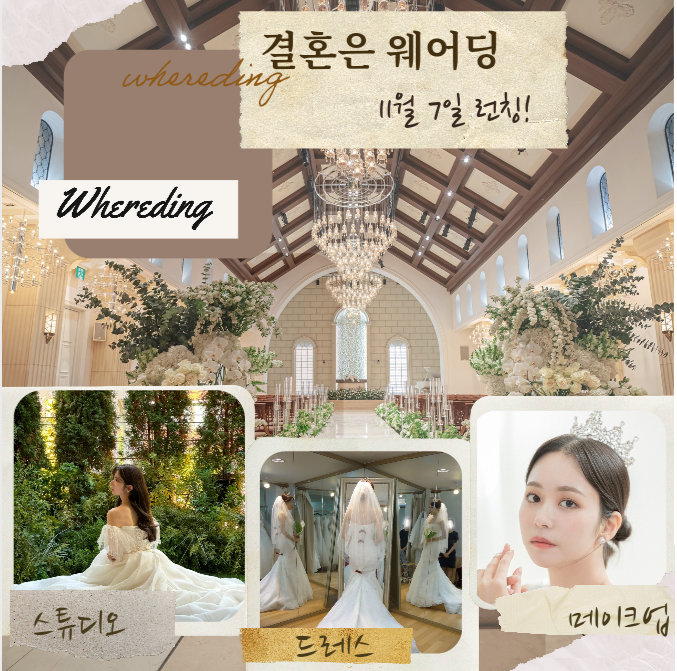 결혼은 웨어딩
whereding
11월 7일 런칭!
Whereding
스튜디오
드레스
메이크업